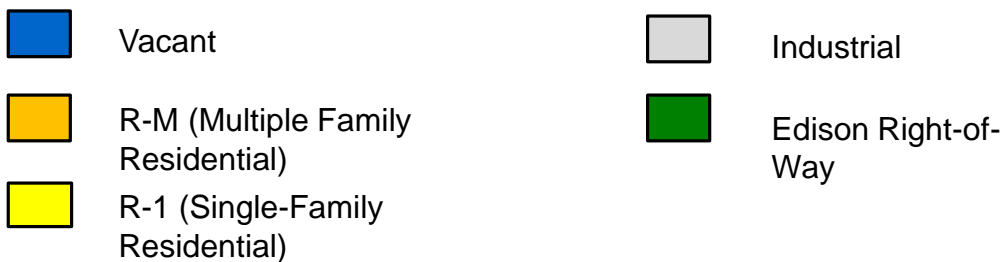 Vacant
R-M (Multiple Family
Residential)
R-1 (Single-Family
Residential)
Industrial
Edison Right-of-
Way